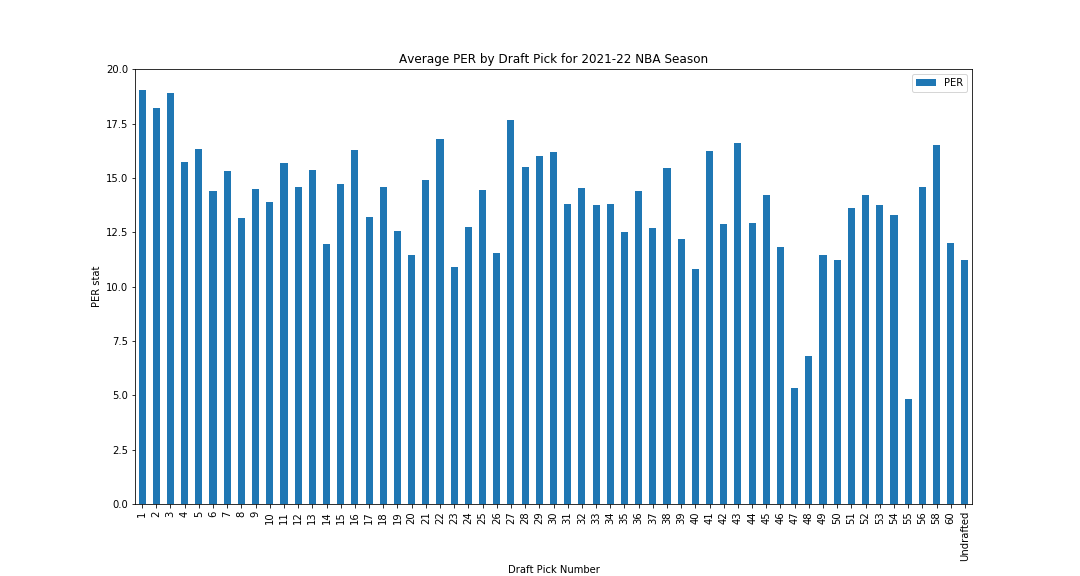 Average PER by Draft Pick for 2021-22 NBA Season
PER
20.0
17.5
15.0
12.5
10.0
7.5
5.0
2.5
0.0
PER stat
1 2 3 4 5 6 7 8 9 10 11 12 13 14 15 16 17 18 19 20 21 22 23 24 25 26 27 28 29 30 31 32 33 34 35 36 37 38 39 40 41 42 43 44 45 46 47 48 49 50 51 52 53 54 55 56 58 60 Undrafted
Draft Pick Number